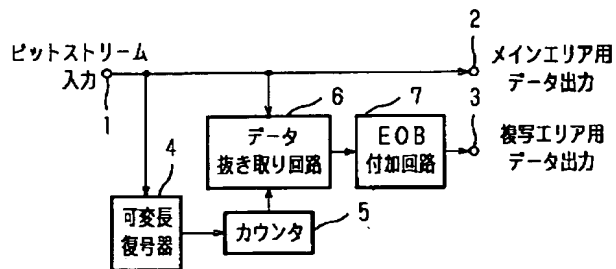 ビットストリーム
入力
1
2
メインエリア用
データ出力
6
7
3
データ
抜き取り回路
EOB
付加回路
複写エリア用
データ出力
4
可変長
復号器
カウンタ
5